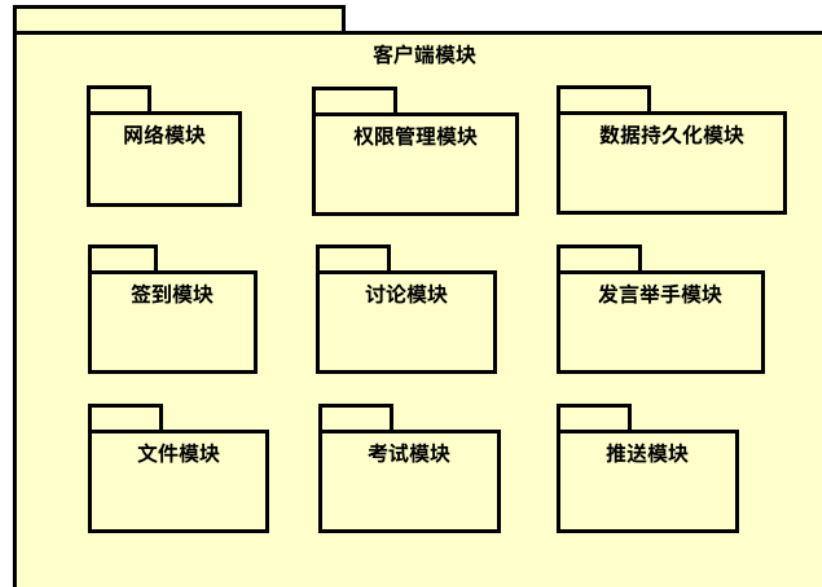 客户端模块
网络模块
权限管理模块
数据持久化模块
签到模块
讨论模块
发言举手模块
文件模块
考试模块
推送模块